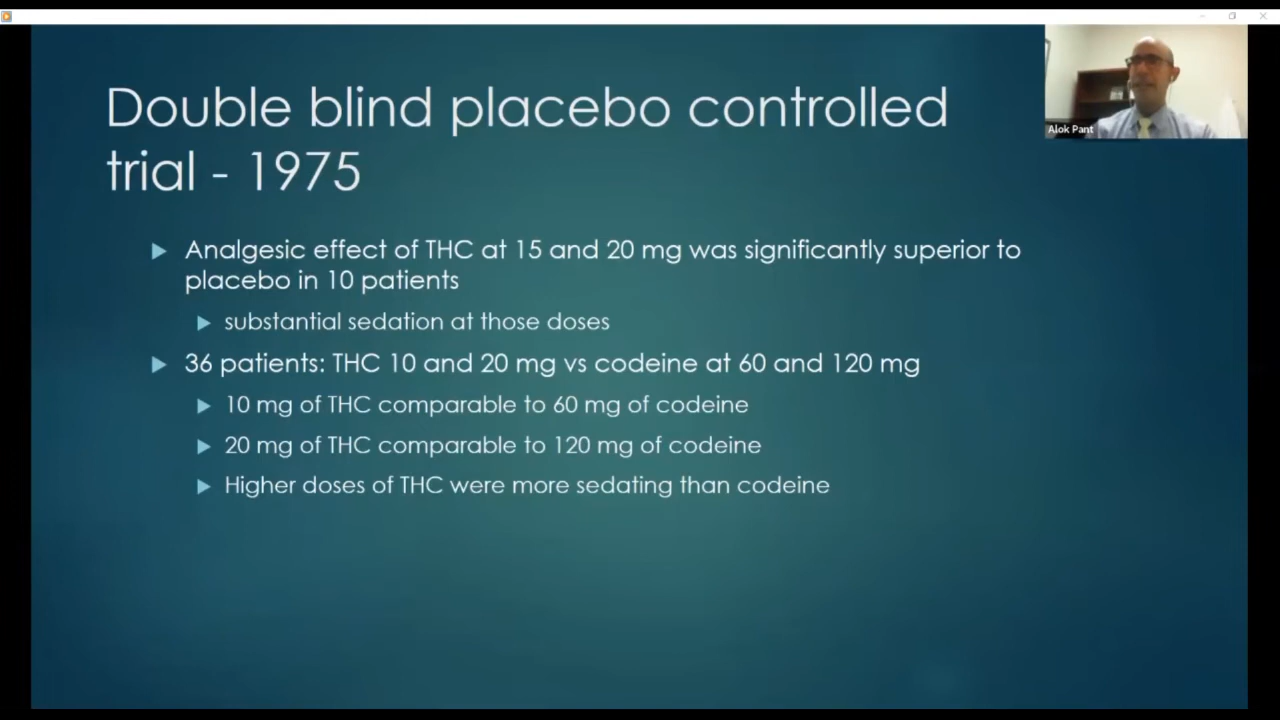 Double blind placebo controlled
trial - 1975
Alok Pant
Analgesic effect of THC at 15 and 20 mg was significantly superior to
placebo in 10 patients
substantial sedation at those doses
36 patients: THC 10 and 20 mg vs codeine at 60 and 120 mg
10 mg of THC comparable to 60 mg of codeine
20 mg of THC comparable to 120 mg of codeine
Higher doses of THC were more sedating than codeine